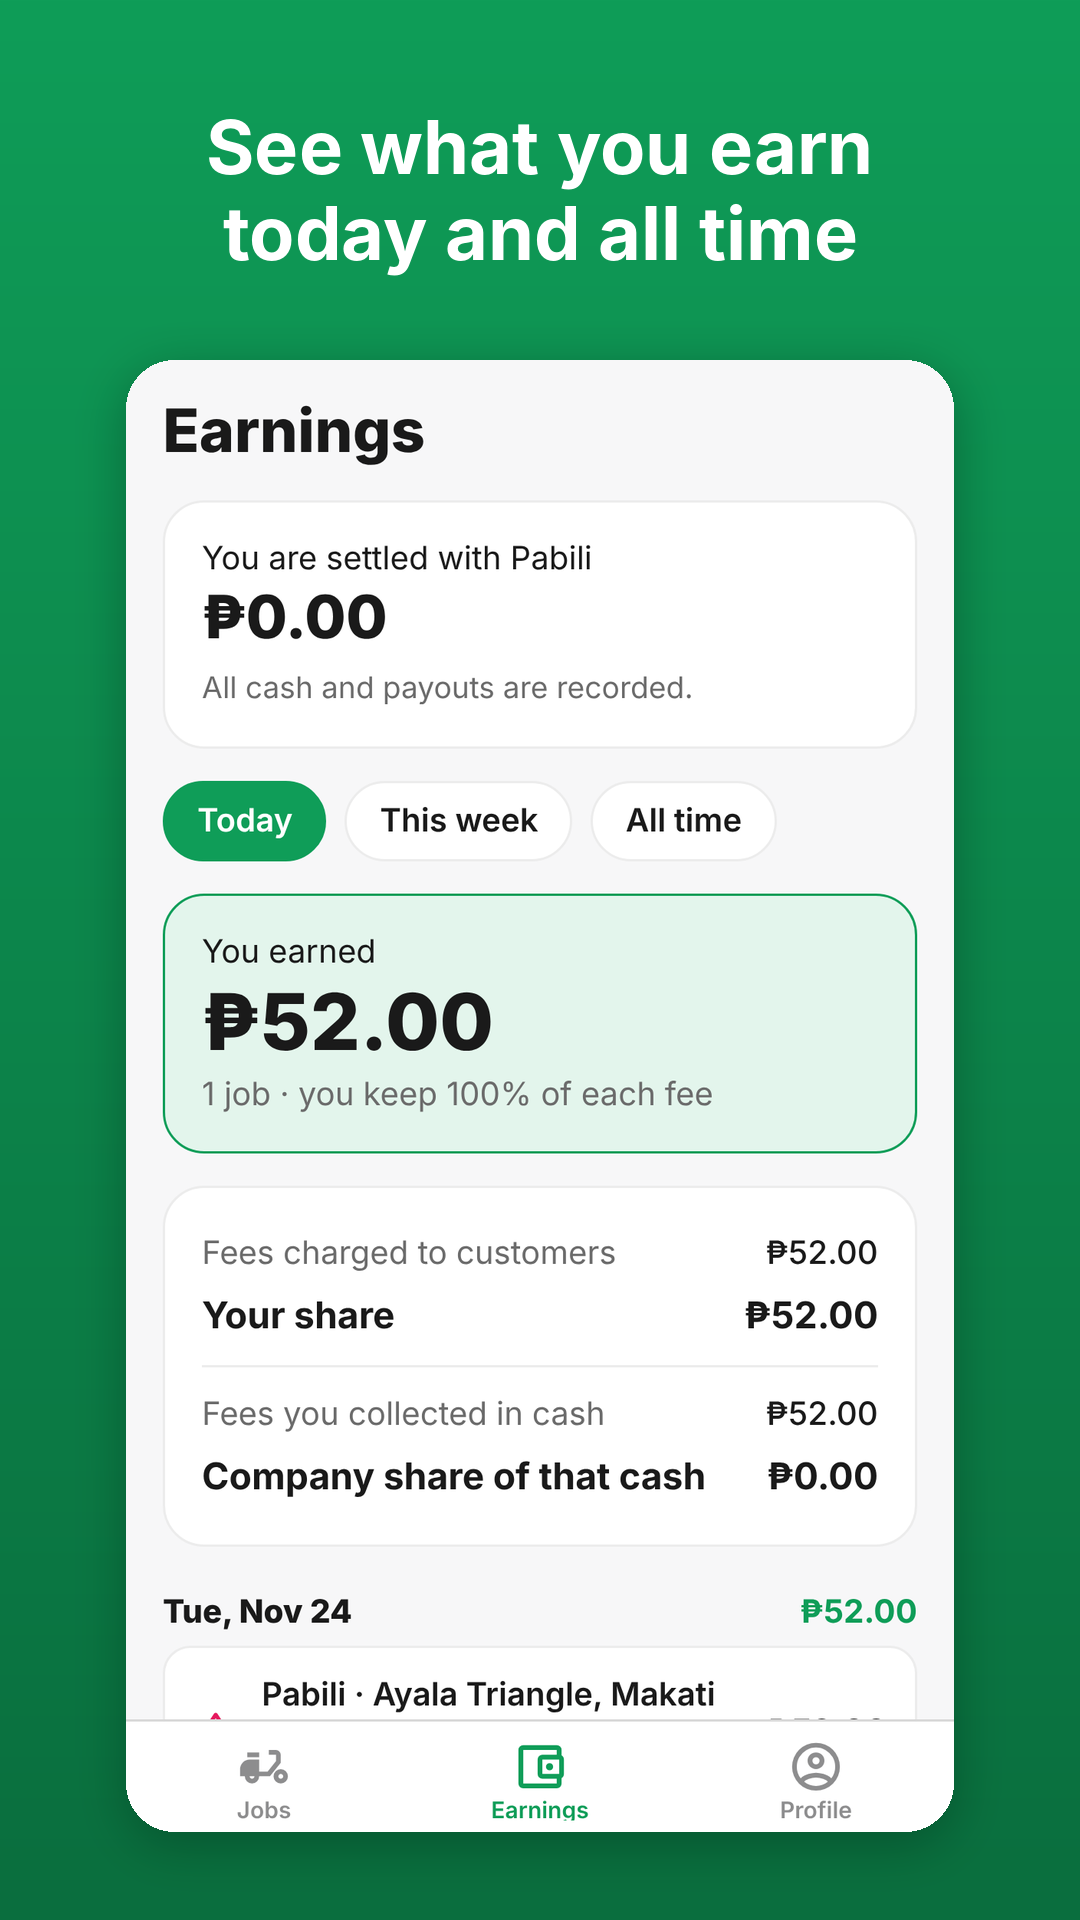 See what you earn
today and all time
Earnings
You are settled with Pabili
₱0.00
All cash and payouts are recorded.
Today
This week
All time
You earned
₱52.00
1 job · you keep 100% of each fee
Fees charged to customers ₱52.00
Your share ₱52.00
Fees you collected in cash ₱52.00
Company share of that cash ₱0.00
Tue, Nov 24 ₱52.00
Pabili · Ayala Triangle, Makati
Jobs
Earnings
Profile